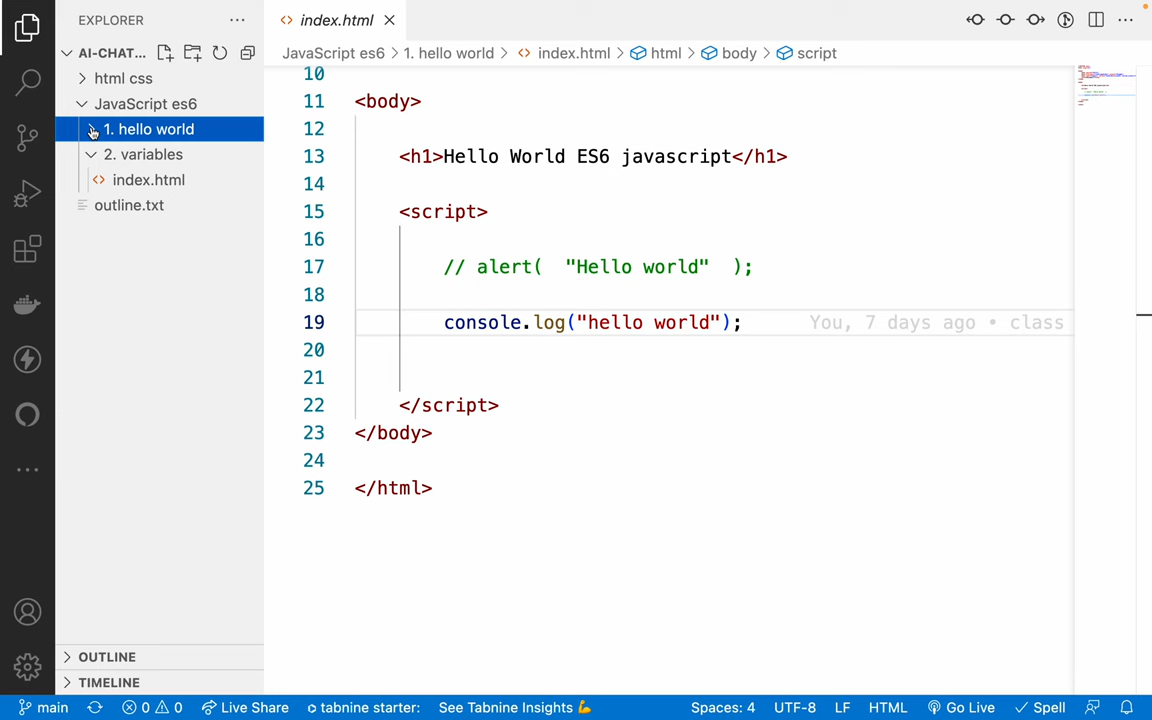 EXPLORER
AI-CHAT...
html css
JavaScript es6
1. hello world
2. variables
index.html
outline.txt
OUTLINE
TIMELINE
index.html
JavaScript es6 > 1. hello world > index.html > html > body > script
10
11 <body>
12
13 <h1>Hello World ES6 javascript</h1>
14
15 <script>
16
17 // alert(  "Hello world"  );
18
19 console.log("hello world"); You, 7 days ago • class
20
21
22 </script>
23 </body>
24
25 </html>
main 0 0 Live Share tabnine starter: See Tabnine Insights 💪 Spaces: 4 UTF-8 LF HTML Go Live Spell